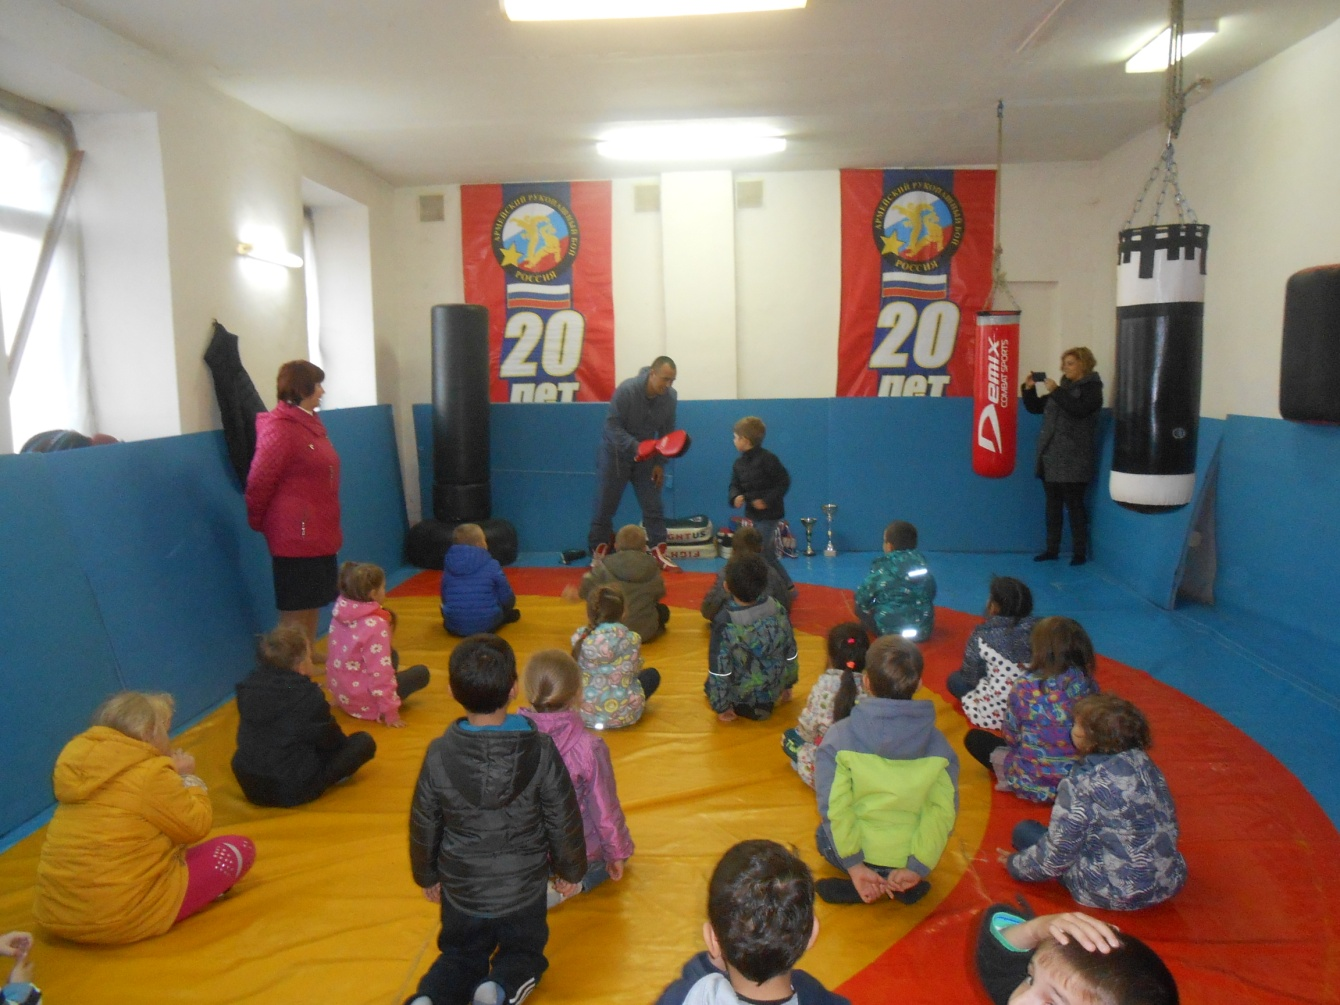 АРМЕЙСКИЙ РУКОПАШНЫЙ БОЙ
РОССИЯ
20
лет
АРМЕЙСКИЙ РУКОПАШНЫЙ БОЙ
РОССИЯ
20
лет
Demix
COMBAT SPORTS